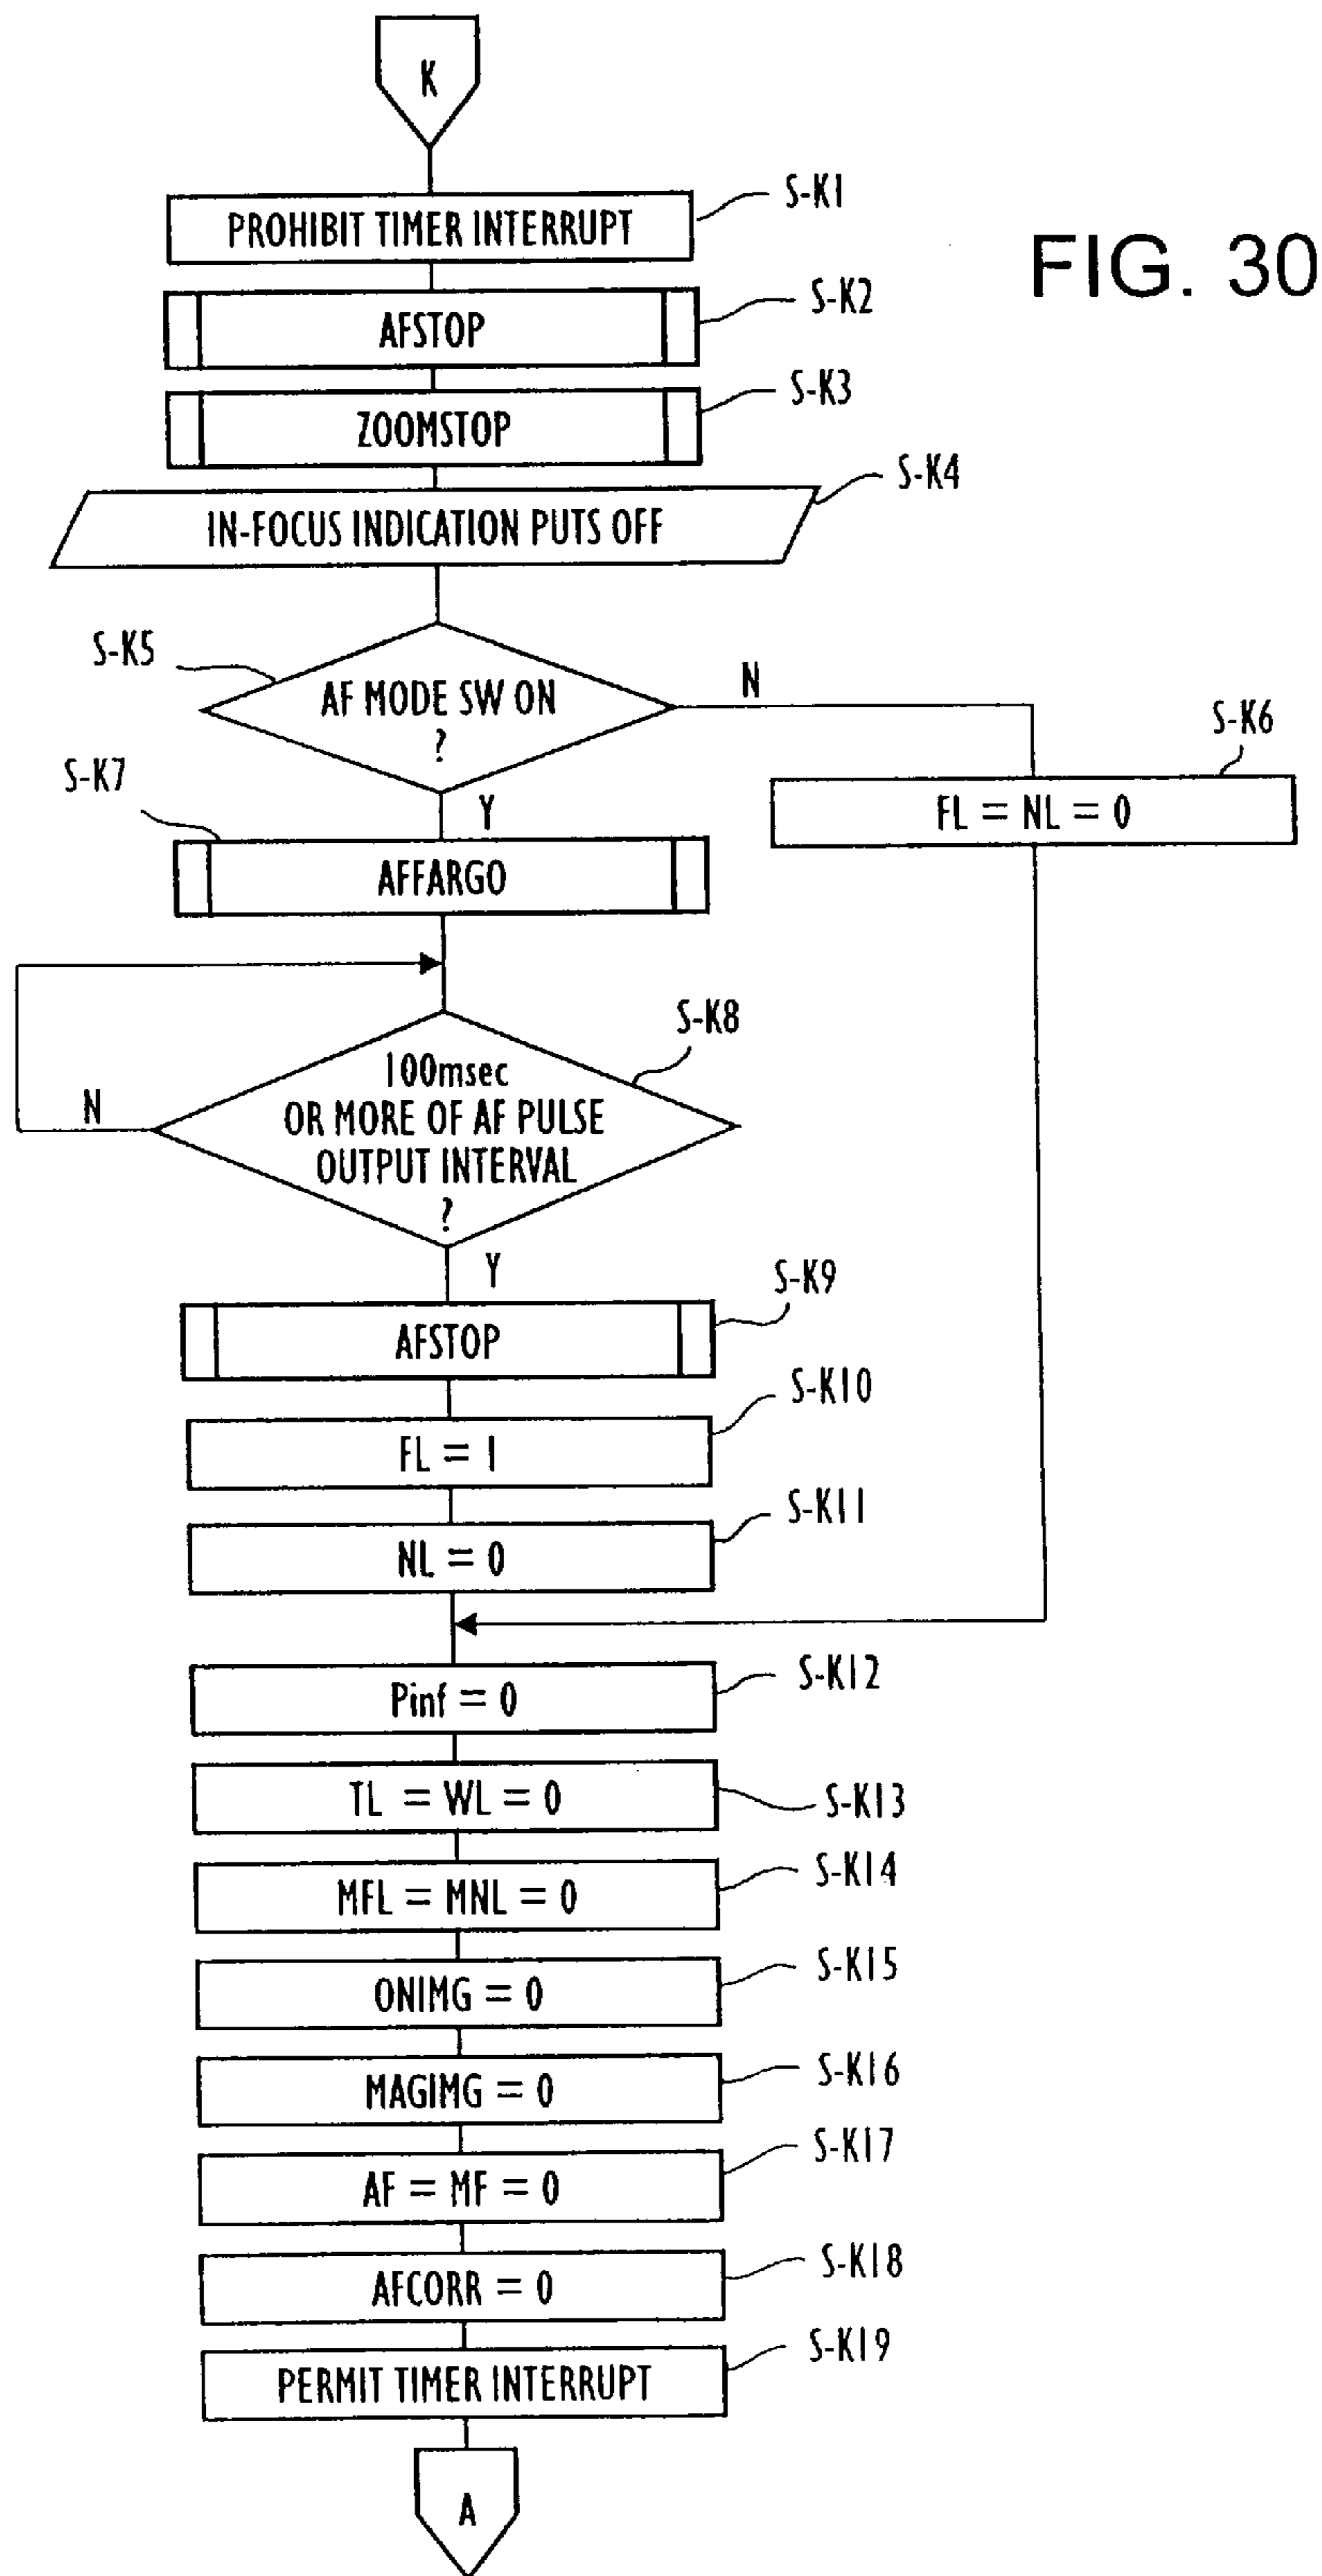 K
PROHIBIT TIMER INTERRUPT
S-K1
FIG. 30
AFSTOP
S-K2
ZOOMSTOP
S-K3
IN-FOCUS INDICATION PUTS OFF
S-K4
S-K5
AF MODE SW ON
?
N
Y
S-K6
FL = NL = 0
S-K7
AFFARGO
S-K8
100msec
OR MORE OF AF PULSE
OUTPUT INTERVAL
?
N
Y
AFSTOP
S-K9
FL = 1
S-K10
NL = 0
S-K11
Pinf = 0
S-K12
TL = WL = 0
S-K13
MFL = MNL = 0
S-K14
ONIMG = 0
S-K15
MAGIMG = 0
S-K16
AF = MF = 0
S-K17
AFCORR = 0
S-K18
PERMIT TIMER INTERRUPT
S-K19
A